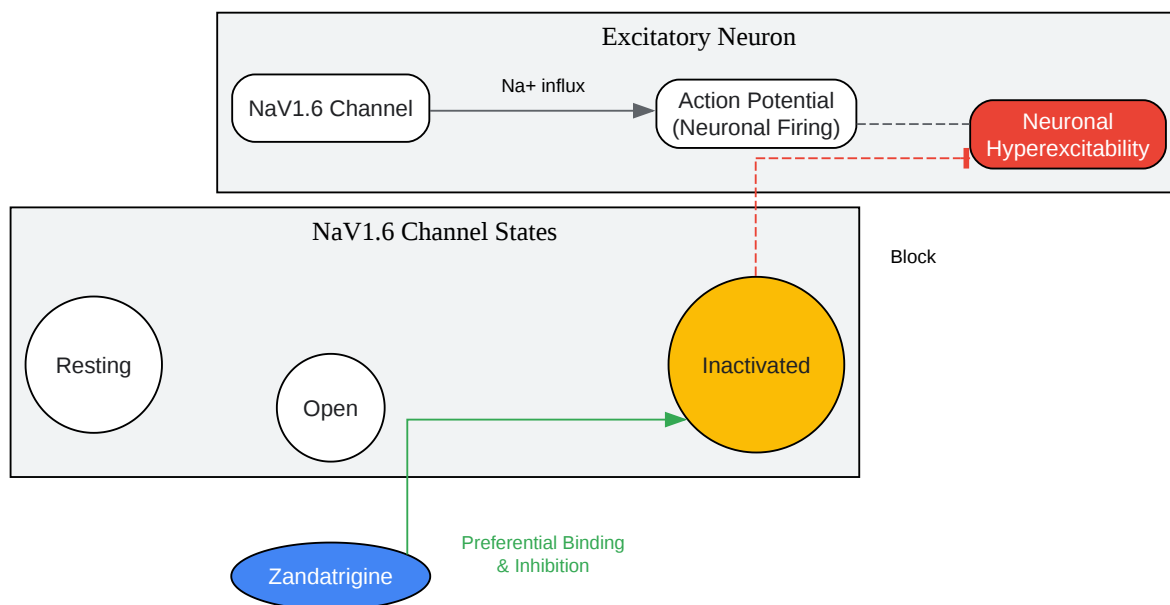 Excitatory Neuron
NaV1.6 Channel
Na+ influx
Action Potential
(Neuronal Firing)
Neuronal
Hyperexcitability
NaV1.6 Channel States
Block
Resting
Open
Inactivated
Preferential Binding
& Inhibition
Zandatrigine